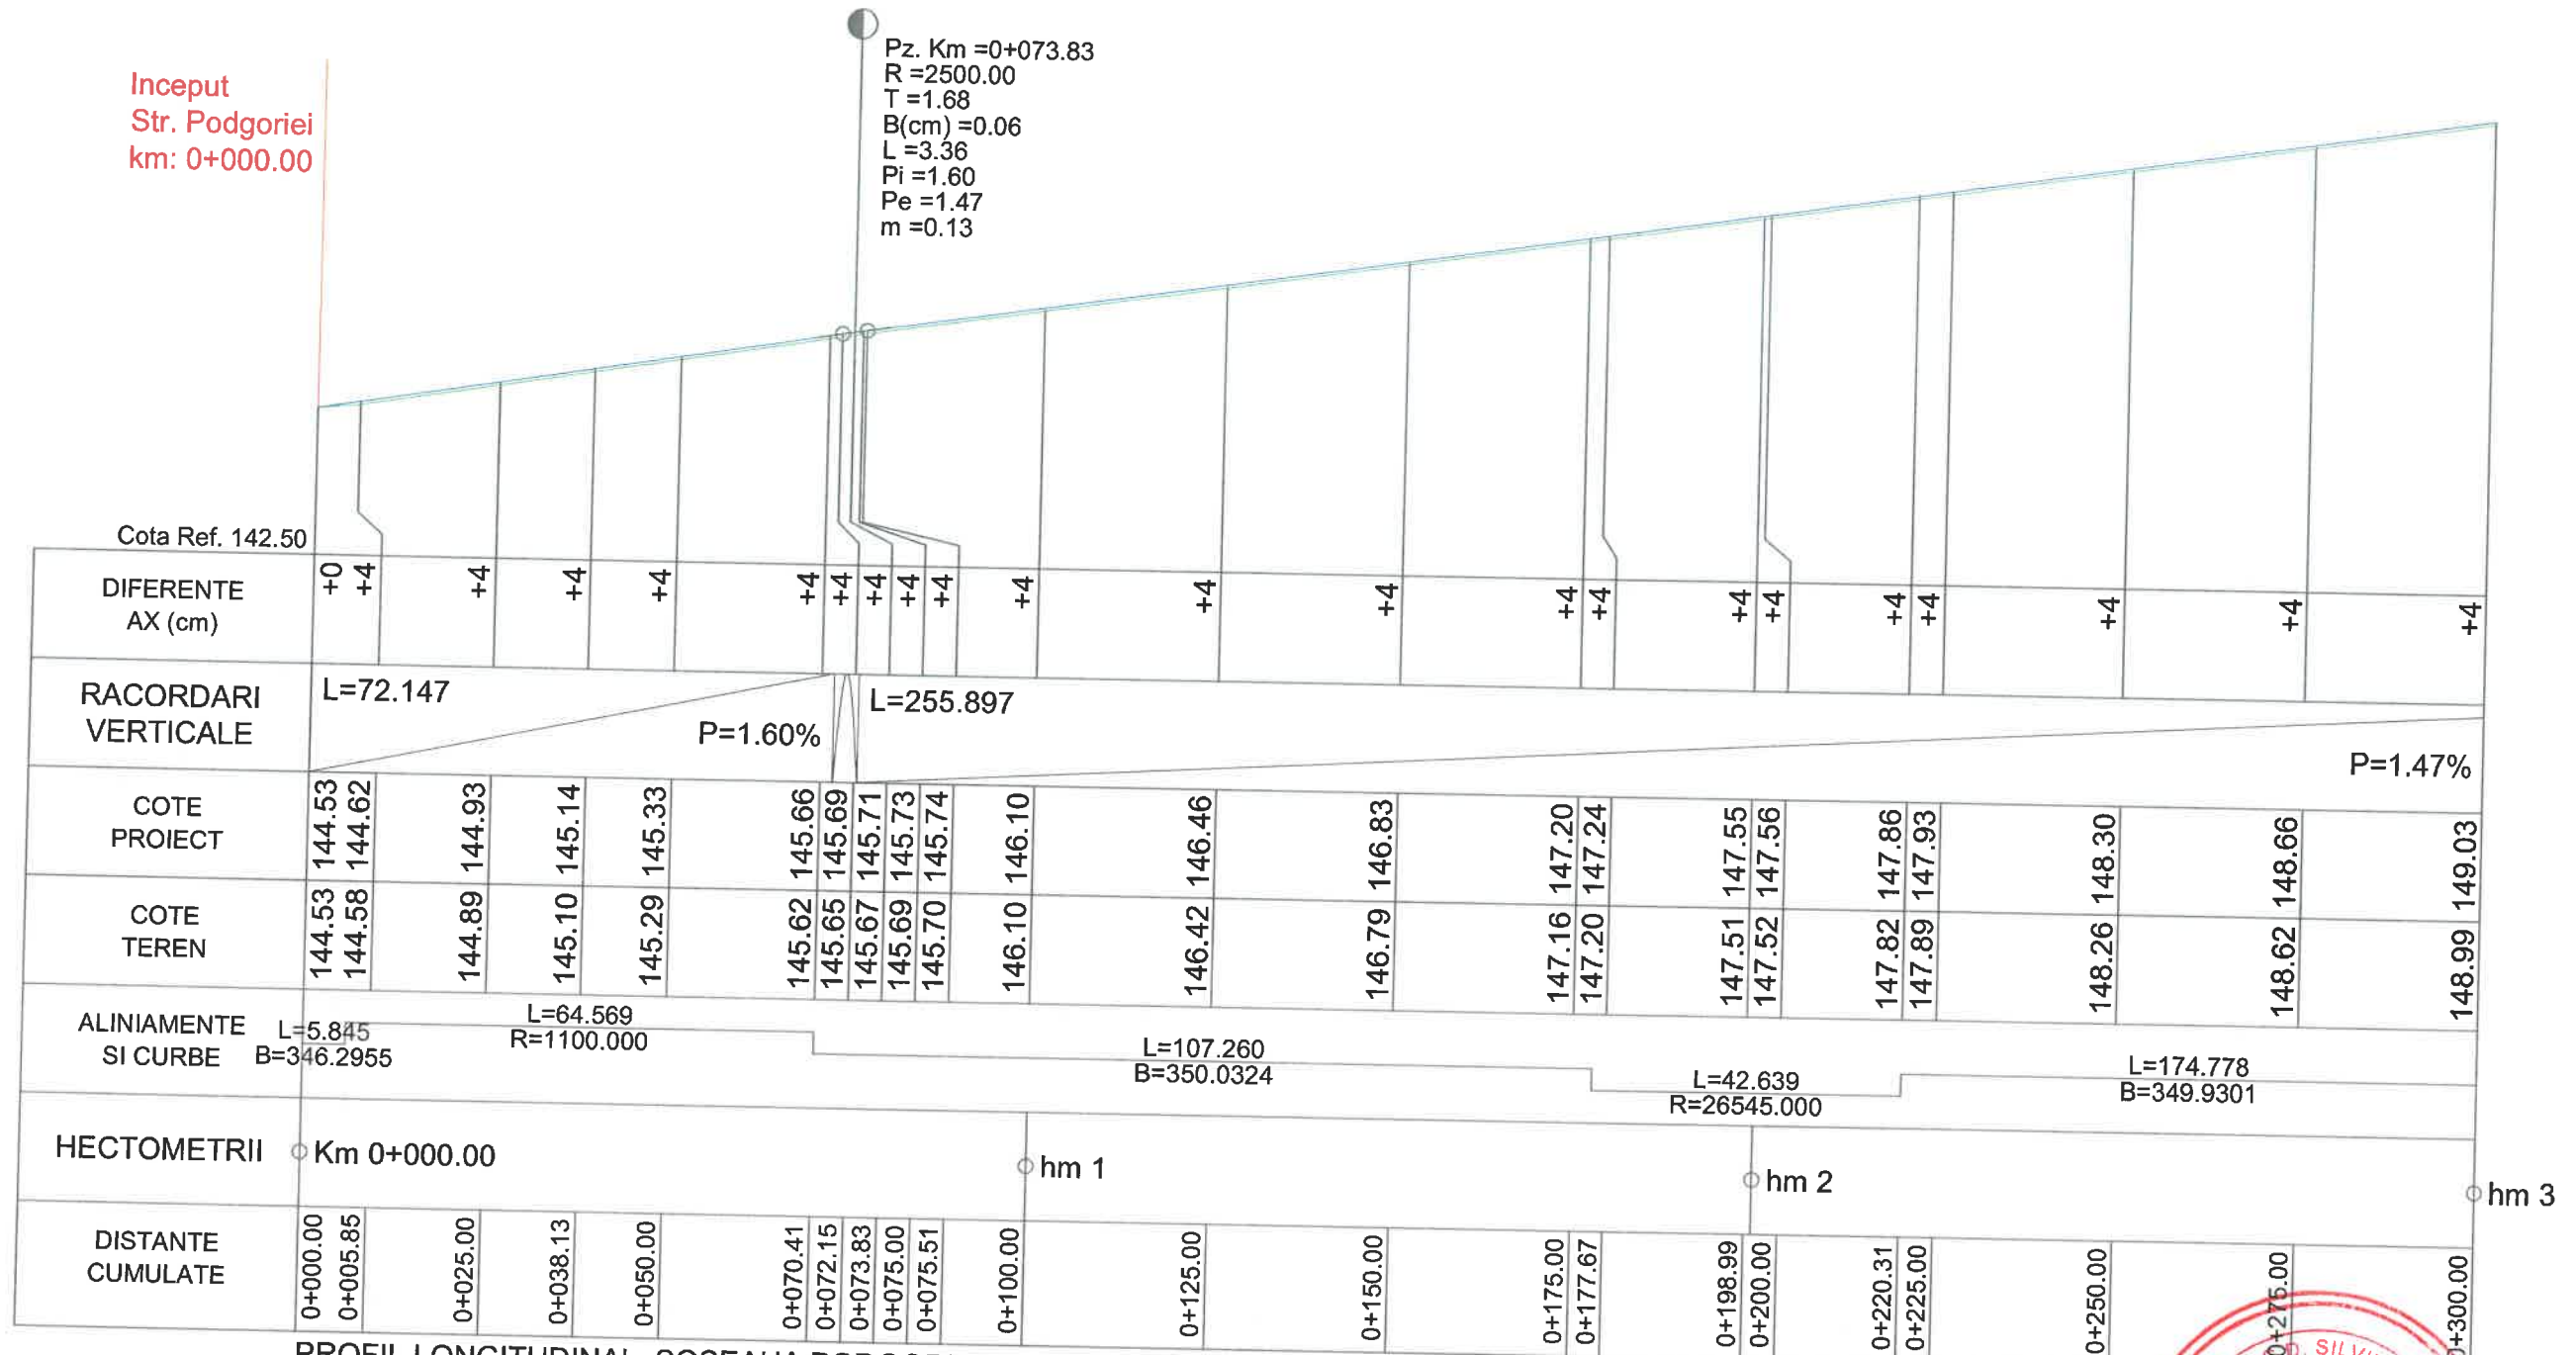 Inceput
Str. Podgoriei
km: 0+000.00
Pz. Km =0+073.83
R =2500.00
T =1.68
B(cm) =0.06
L =3.36
Pi =1.60
Pe =1.47
m =0.13
Cota Ref. 142.50
DIFERENTE
AX (cm)
+0 +4 +4 +4 +4 +4 +4 +4 +4 +4 +4 +4 +4 +4 +4 +4 +4 +4 +4 +4 +4 +4
RACORDARI
VERTICALE
L=72.147
P=1.60%
L=255.897
P=1.47%
COTE
PROIECT
144.53 144.62 144.93 145.14 145.33 145.66 145.69 145.71 145.73 145.74 146.10 146.46 146.83 147.20 147.24 147.55 147.56 147.86 147.93 148.30 148.66 149.03
COTE
TEREN
144.53 144.58 144.89 145.10 145.29 145.62 145.65 145.67 145.69 145.70 146.10 146.42 146.79 147.16 147.20 147.51 147.52 147.82 147.89 148.26 148.62 148.99
ALINIAMENTE
SI CURBE
L=5.845
B=346.2955
L=64.569
R=1100.000
L=107.260
B=350.0324
L=42.639
R=26545.000
L=174.778
B=349.9301
HECTOMETRII
Km 0+000.00
hm 1
hm 2
hm 3
DISTANTE
CUMULATE
0+000.00 0+005.85 0+025.00 0+038.13 0+050.00 0+070.41 0+072.15 0+073.83 0+075.00 0+075.51 0+100.00 0+125.00 0+150.00 0+175.00 0+177.67 0+198.99 0+200.00 0+220.31 0+225.00 0+250.00 0+275.00 0+300.00
PROFIL LONGITUDINAL